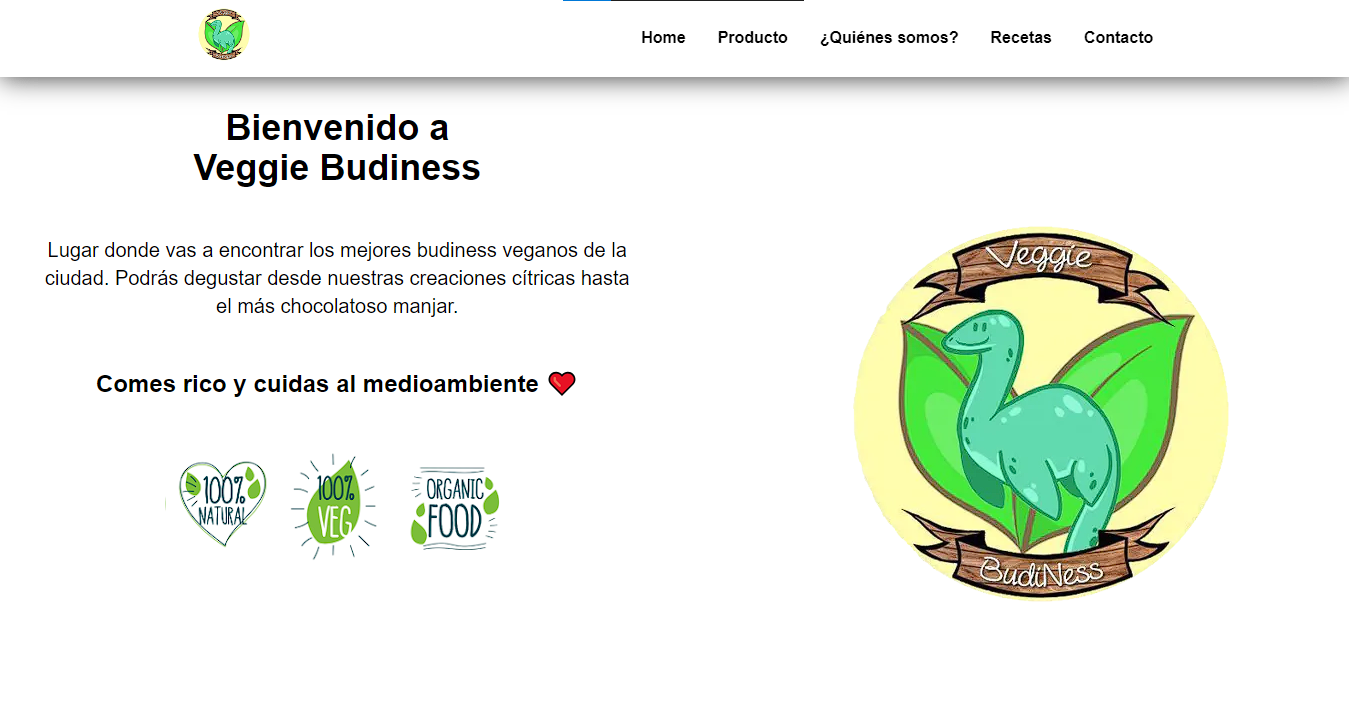 Home Producto ¿Quiénes somos? Recetas Contacto
Bienvenido a
Veggie Budiness
Lugar donde vas a encontrar los mejores budiness veganos de la
ciudad. Podrás degustar desde nuestras creaciones cítricas hasta
el más chocolatoso manjar.
Comes rico y cuidas al medioambiente
100%
NATURAL
100%
VEG
ORGANIC
FOOD
Veggie
BudiNess